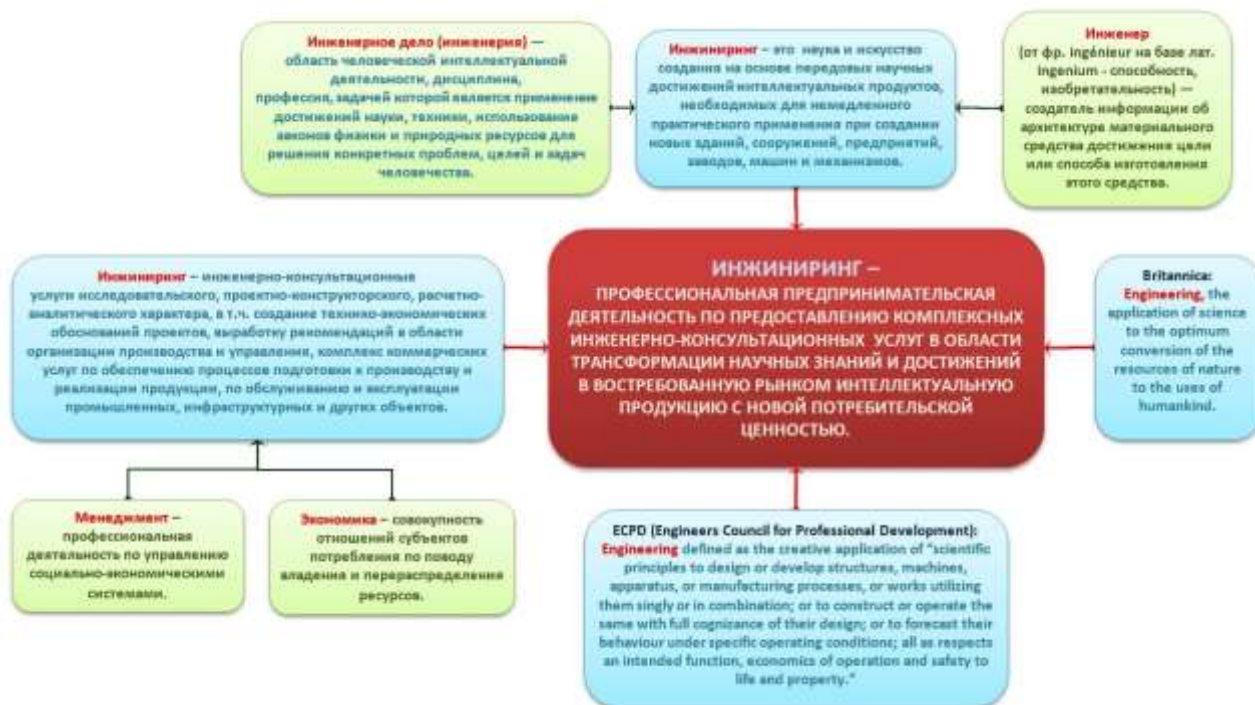 Инженерное дело (инженерия) —
область человеческой интеллектуальной
деятельности, дисциплина,
профессия, задачей которой является применение
достижений науки, техники, использование
законов физики и природных ресурсов для
решения конкретных проблем, целей и задач
человечества.
Инжиниринг – это наука и искусство
создания на основе передовых научных
достижений интеллектуальных продуктов,
необходимых для немедленного
практического применения при создании
новых зданий, сооружений, предприятий,
заводов, машин и механизмов.
Инженер
(от фр. ingénieur на базе лат.
ingenium - способность,
изобретательность) —
создатель информации об
архитектуре материального
средства достижения цели
или способа изготовления
этого средства.
Инжиниринг – инженерно-консультационные
услуги исследовательского, проектно-конструкторского, расчетно-
аналитического характера, в т.ч. создание технико-экономических
обоснований проектов, выработку рекомендаций в области
организации производства и управления, комплекс коммерческих
услуг по обеспечению процессов подготовки к производству и
реализации продукции, по обслуживанию и эксплуатации
промышленных, инфраструктурных и других объектов.
ИНЖИНИРИНГ –
ПРОФЕССИОНАЛЬНАЯ ПРЕДПРИНИМАТЕЛЬСКАЯ
ДЕЯТЕЛЬНОСТЬ ПО ПРЕДОСТАВЛЕНИЮ КОМПЛЕКСНЫХ
ИНЖЕНЕРНО-КОНСУЛЬТАЦИОННЫХ УСЛУГ В ОБЛАСТИ
ТРАНСФОРМАЦИИ НАУЧНЫХ ЗНАНИЙ И ДОСТИЖЕНИЙ
В ВОСТРЕБОВАННУЮ РЫНКОМ ИНТЕЛЛЕКТУАЛЬНУЮ
ПРОДУКЦИЮ С НОВОЙ ПОТРЕБИТЕЛЬСКОЙ
ЦЕННОСТЬЮ.
Britannica:
Engineering, the
application of science
to the optimum
conversion of the
resources of nature
to the uses of
humankind.
Менеджмент –
профессиональная
деятельность по управлению
социально-экономическими
системами.
Экономика – совокупность
отношений субъектов
потребления по поводу
владения и перераспределения
ресурсов.
ECPD (Engineers Council for Professional Development):
Engineering defined as the creative application of "scientific
principles to design or develop structures, machines,
apparatus, or manufacturing processes, or works utilizing
them singly or in combination; or to construct or operate the
same with full cognizance of their design; or to forecast their
behaviour under specific operating conditions; all as respects
an intended function, economics of operation and safety to
life and property."